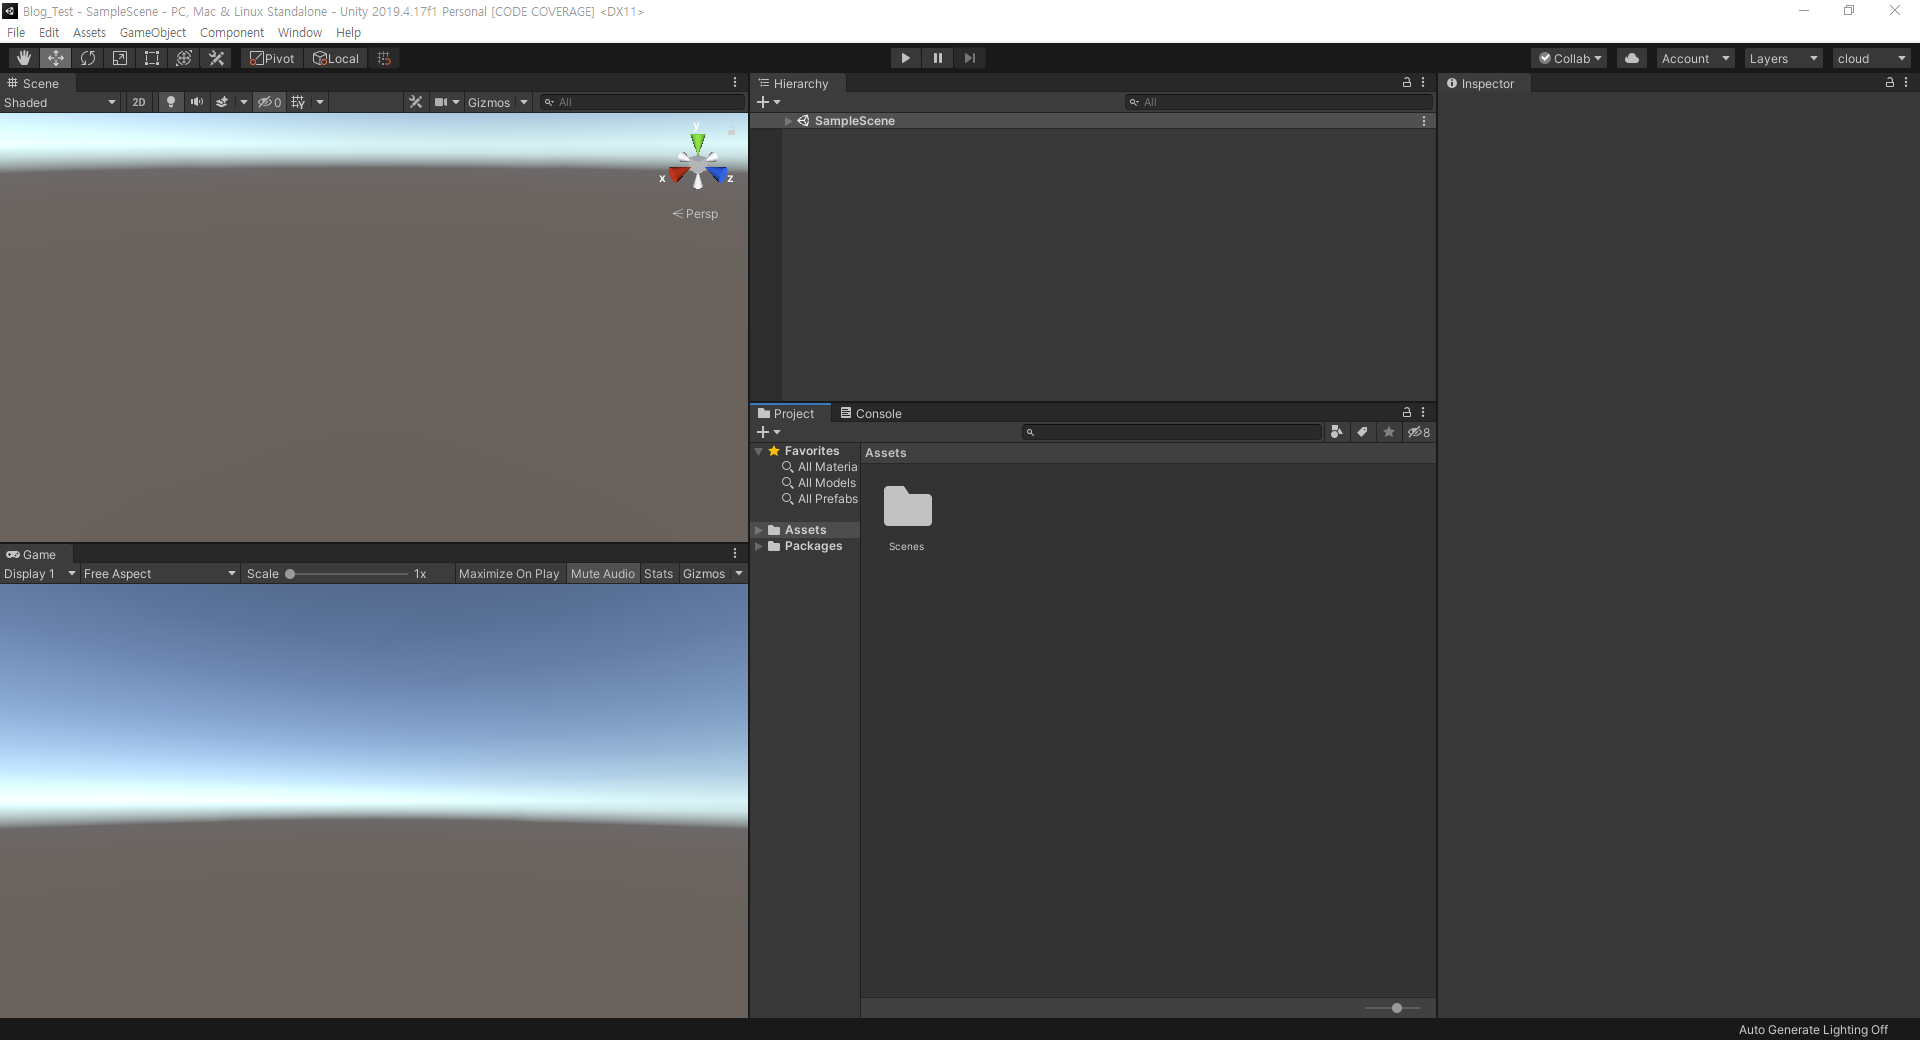 Blog_Test - SampleScene - PC, Mac & Linux Standalone - Unity 2019.4.17f1 Personal [CODE COVERAGE] <DX11>
File Edit Assets GameObject Component Window Help
Pivot Local Collab Account Layers cloud
Scene
Shaded 2D 0 Gizmos All
y
x z
Persp
Game
Display 1 Free Aspect Scale 1x Maximize On Play Mute Audio Stats Gizmos
Hierarchy
All
SampleScene
Project Console
8
Favorites
All Materia
All Models
All Prefabs
Assets
Packages
Assets
Scenes
Inspector
Auto Generate Lighting Off